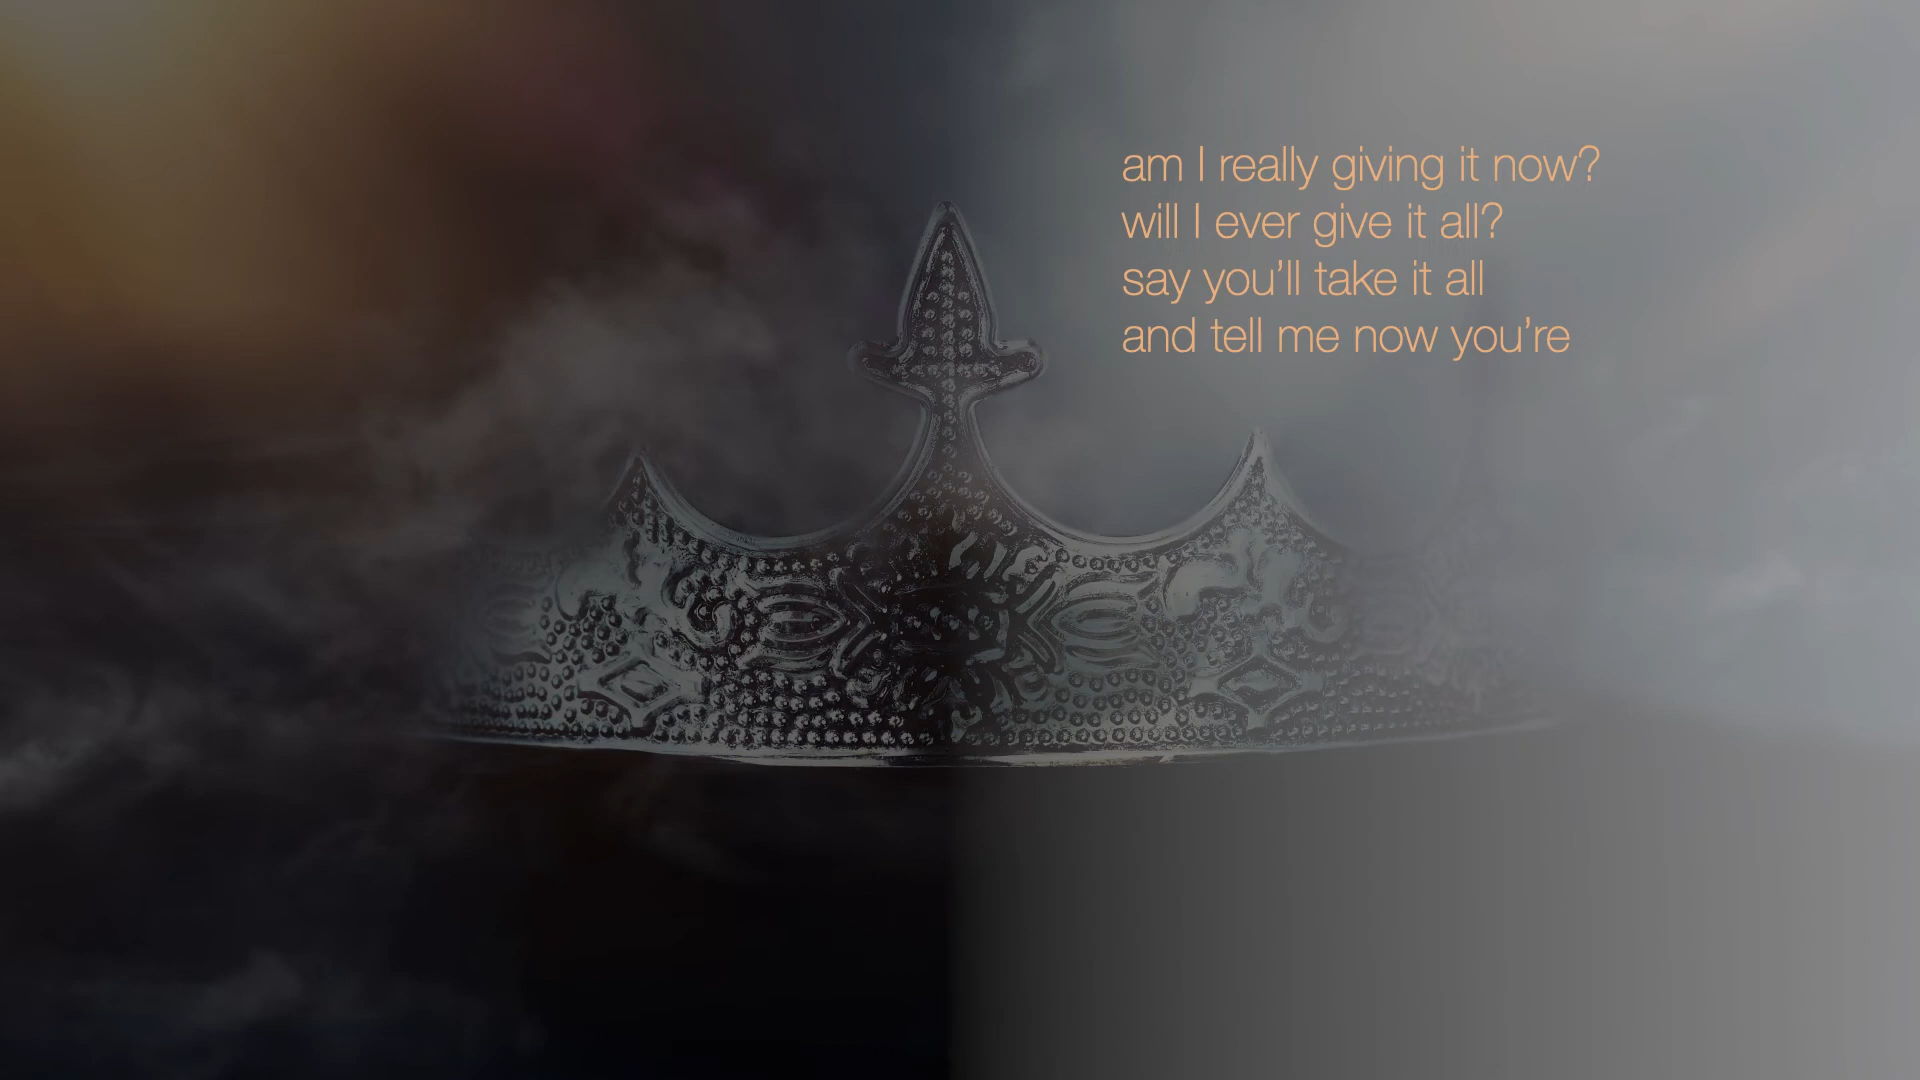 am I really giving it now?
will I ever give it all?
say you’ll take it all
and tell me now you’re